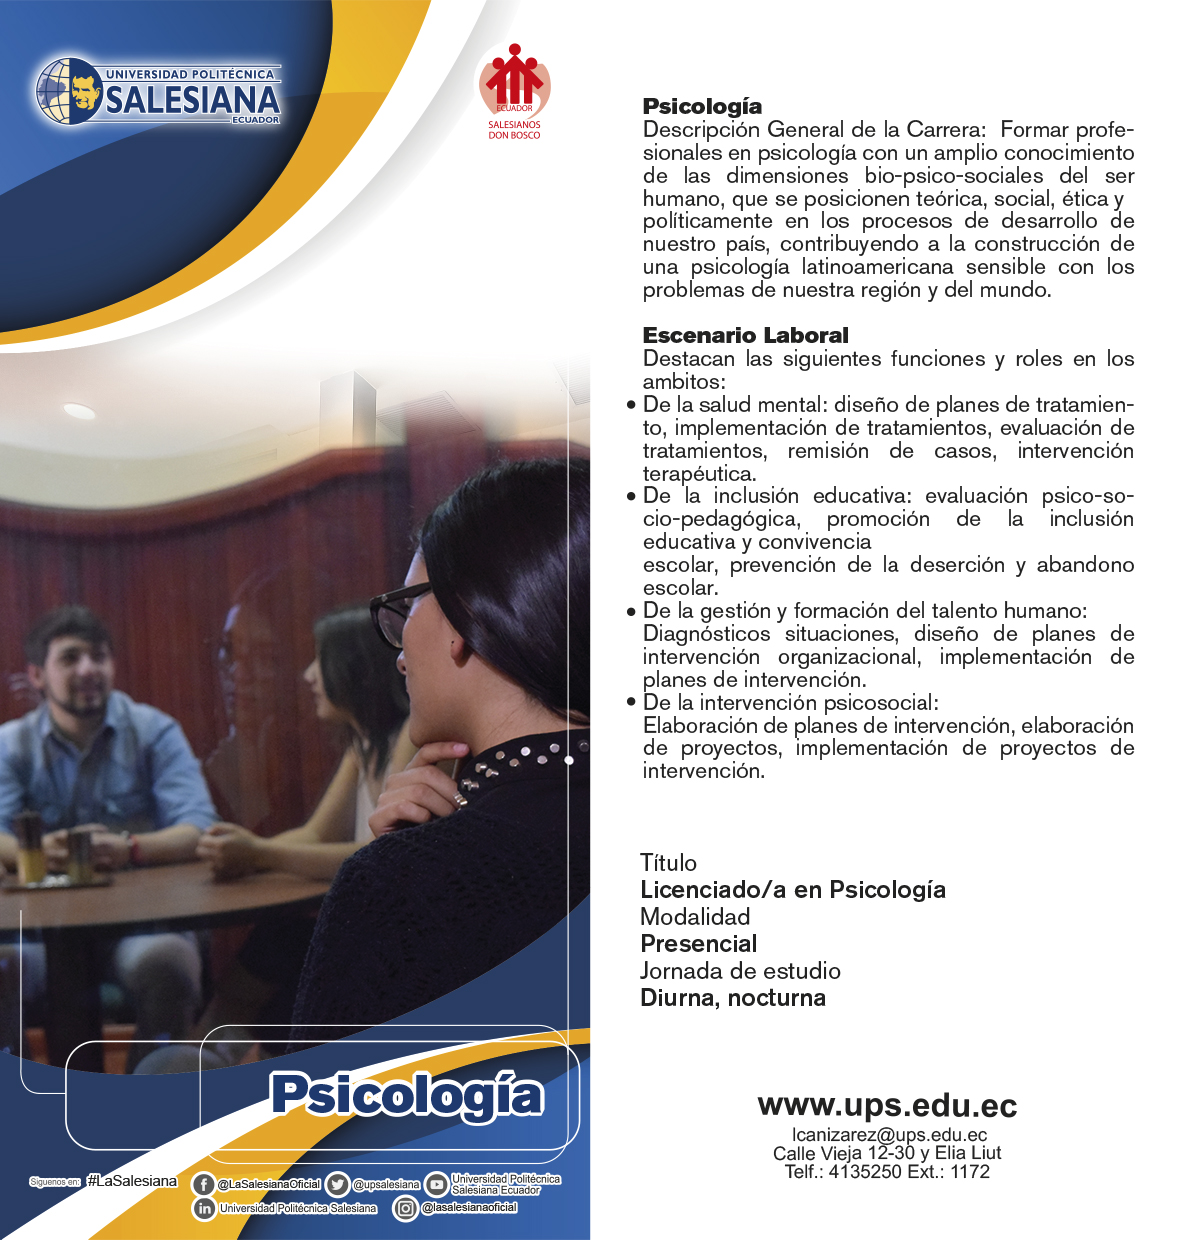 UNIVERSIDAD POLITÉCNICA
SALESIANA
ECUADOR
ECUADOR
SALESIANOS
DON BOSCO
Psicología
Síguenos en: #LaSalesiana
@LaSalesianaOficial
@upsalesiana
Universidad Politécnica
Salesiana Ecuador
Universidad Politécnica Salesiana
@lasalesianaoficial
Psicología
Descripción General de la Carrera: Formar profe-
sionales en psicología con un amplio conocimiento
de las dimensiones bio-psico-sociales del ser
humano, que se posicionen teórica, social, ética y
políticamente en los procesos de desarrollo de
nuestro país, contribuyendo a la construcción de
una psicología latinoamericana sensible con los
problemas de nuestra región y del mundo.
Escenario Laboral
Destacan las siguientes funciones y roles en los
ambitos:
• De la salud mental: diseño de planes de tratamien-
to, implementación de tratamientos, evaluación de
tratamientos, remisión de casos, intervención
terapéutica.
• De la inclusión educativa: evaluación psico-so-
cio-pedagógica, promoción de la inclusión
educativa y convivencia
escolar, prevención de la deserción y abandono
escolar.
• De la gestión y formación del talento humano:
Diagnósticos situaciones, diseño de planes de
intervención organizacional, implementación de
planes de intervención.
• De la intervención psicosocial:
Elaboración de planes de intervención, elaboración
de proyectos, implementación de proyectos de
intervención.
Título
Licenciado/a en Psicología
Modalidad
Presencial
Jornada de estudio
Diurna, nocturna
www.ups.edu.ec
lcanizarez@ups.edu.ec
Calle Vieja 12-30 y Elia Liut
Telf.: 4135250 Ext.: 1172